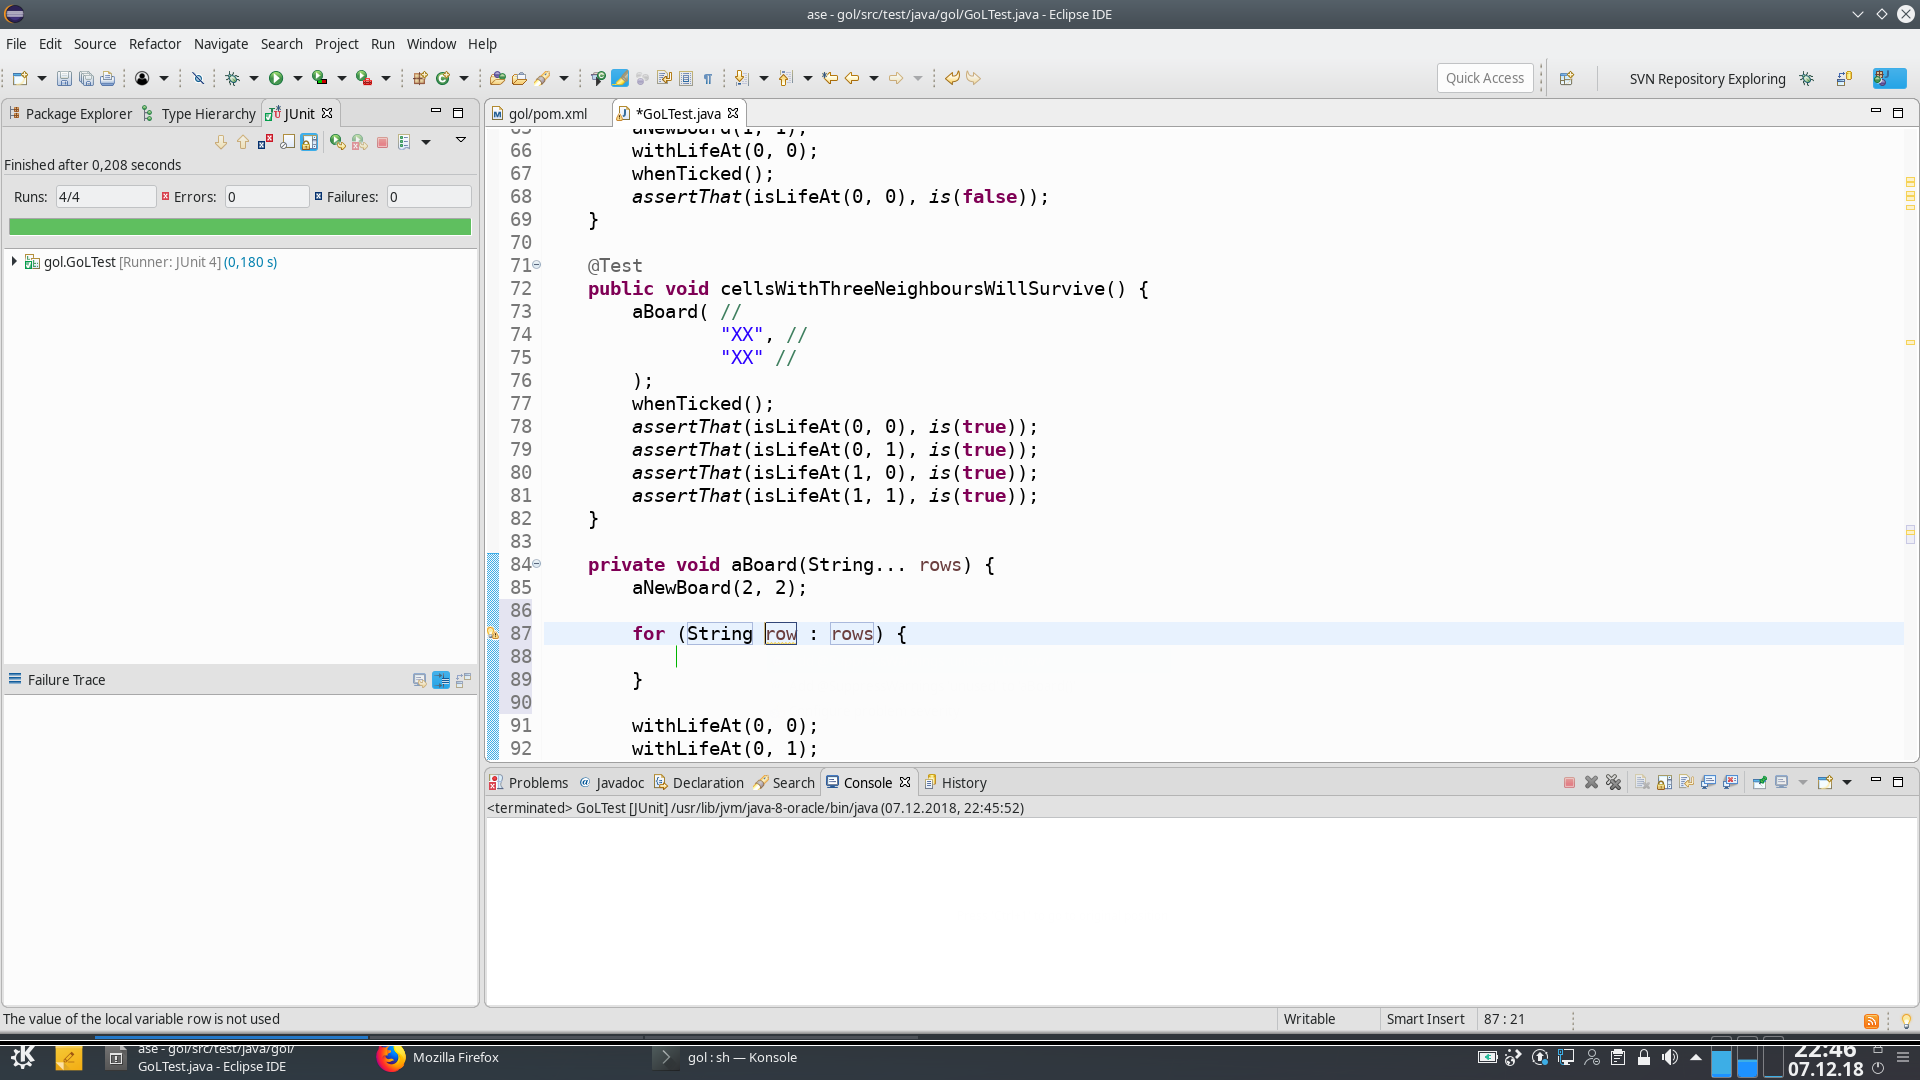 ase - gol/src/test/java/gol/GoLTest.java - Eclipse IDE
File Edit Source Refactor Navigate Search Project Run Window Help
Quick Access
SVN Repository Exploring
Package Explorer Type Hierarchy JUnit
Finished after 0,208 seconds
Runs: 4/4 Errors: 0 Failures: 0
gol.GoLTest [Runner: JUnit 4] (0,180 s)
Failure Trace
gol/pom.xml *GoLTest.java
65 aNewBoard(1, 1);
66 withLifeAt(0, 0);
67 whenTicked();
68 assertThat(isLifeAt(0, 0), is(false));
69 }
70
71 @Test
72 public void cellsWithThreeNeighboursWillSurvive() {
73 aBoard( //
74 "XX", //
75 "XX" //
76 );
77 whenTicked();
78 assertThat(isLifeAt(0, 0), is(true));
79 assertThat(isLifeAt(0, 1), is(true));
80 assertThat(isLifeAt(1, 0), is(true));
81 assertThat(isLifeAt(1, 1), is(true));
82 }
83
84 private void aBoard(String... rows) {
85 aNewBoard(2, 2);
86
87 for (String row : rows) {
88
89 }
90
91 withLifeAt(0, 0);
92 withLifeAt(0, 1);
Problems Javadoc Declaration Search Console History
<terminated> GoLTest [JUnit] /usr/lib/jvm/java-8-oracle/bin/java (07.12.2018, 22:45:52)
The value of the local variable row is not used
Writable
Smart Insert
87 : 21
ase - gol/src/test/java/gol/
GoLTest.java - Eclipse IDE
Mozilla Firefox
gol : sh — Konsole
22:46
07.12.18